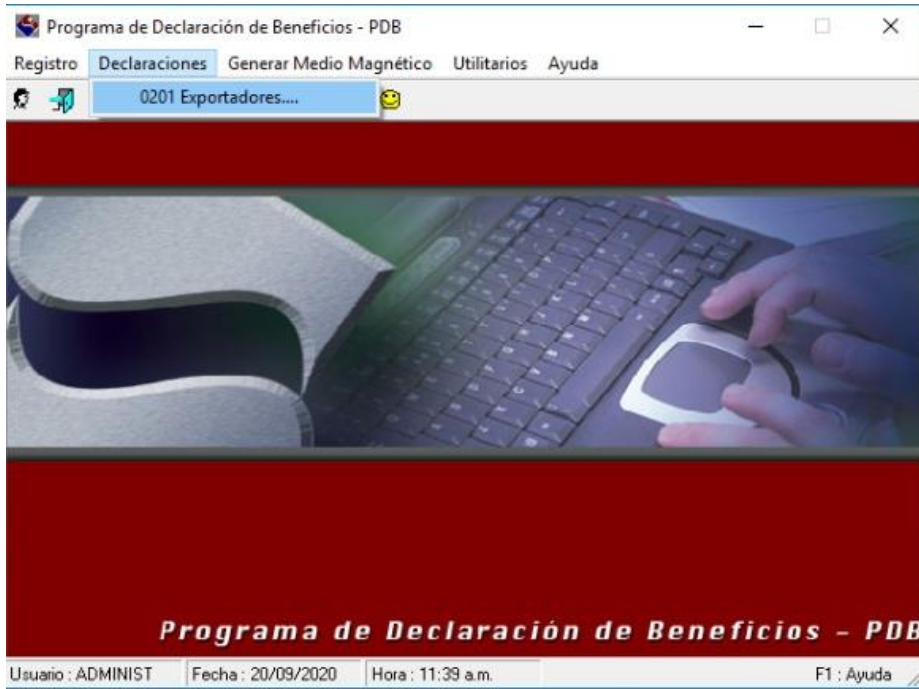 Programa de Declaración de Beneficios - PDB
Registro Declaraciones Generar Medio Magnético Utilitarios Ayuda
0201 Exportadores....
Programa de Declaración de Beneficios - PDB
Usuario : ADMINIST Fecha : 20/09/2020 Hora : 11:39 a.m. F1 : Ayuda